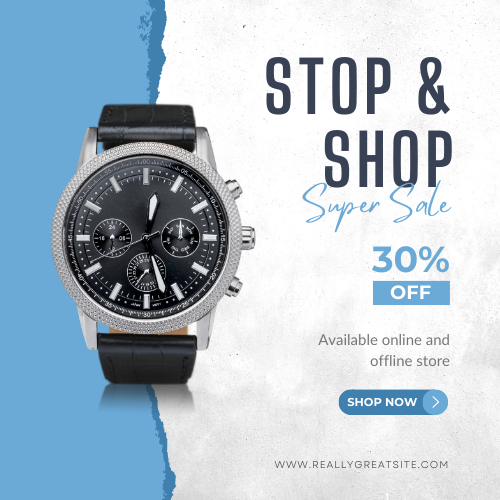 STOP &
SHOP
Super Sale
30%
OFF
Available online and
offline store
SHOP NOW
WWW.REALLYGREATSITE.COM